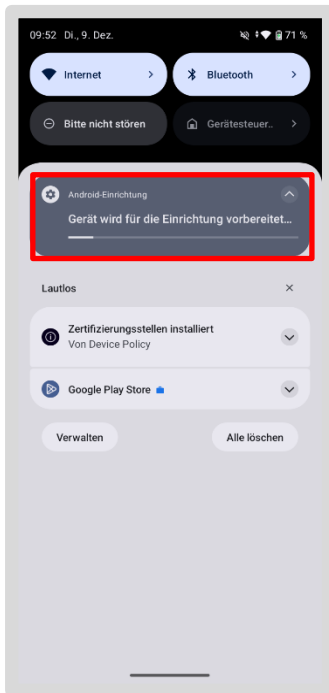 09:52 Di., 9. Dez. 71 %
Internet
Bluetooth
Bitte nicht stören
Gerätesteuer..
Android-Einrichtung
Gerät wird für die Einrichtung vorbereitet...
Lautlos
Zertifizierungsstellen installiert
Von Device Policy
Google Play Store
Verwalten
Alle löschen